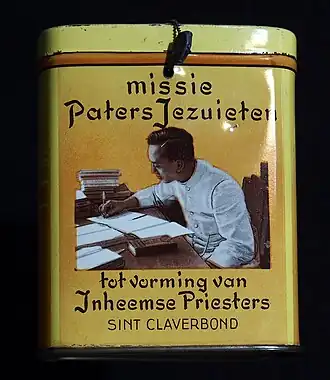 missie
Paters Jezuieten
tot vorming van
Inheemse Priesters
SINT CLAVERBOND